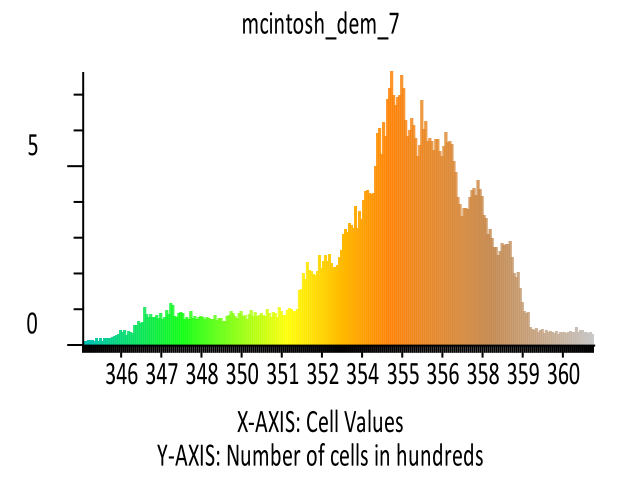 mcintosh_dem_7
5
0
346 347 348 350 351 352 354 355 356 358 359 360
X-AXIS: Cell Values
Y-AXIS: Number of cells in hundreds